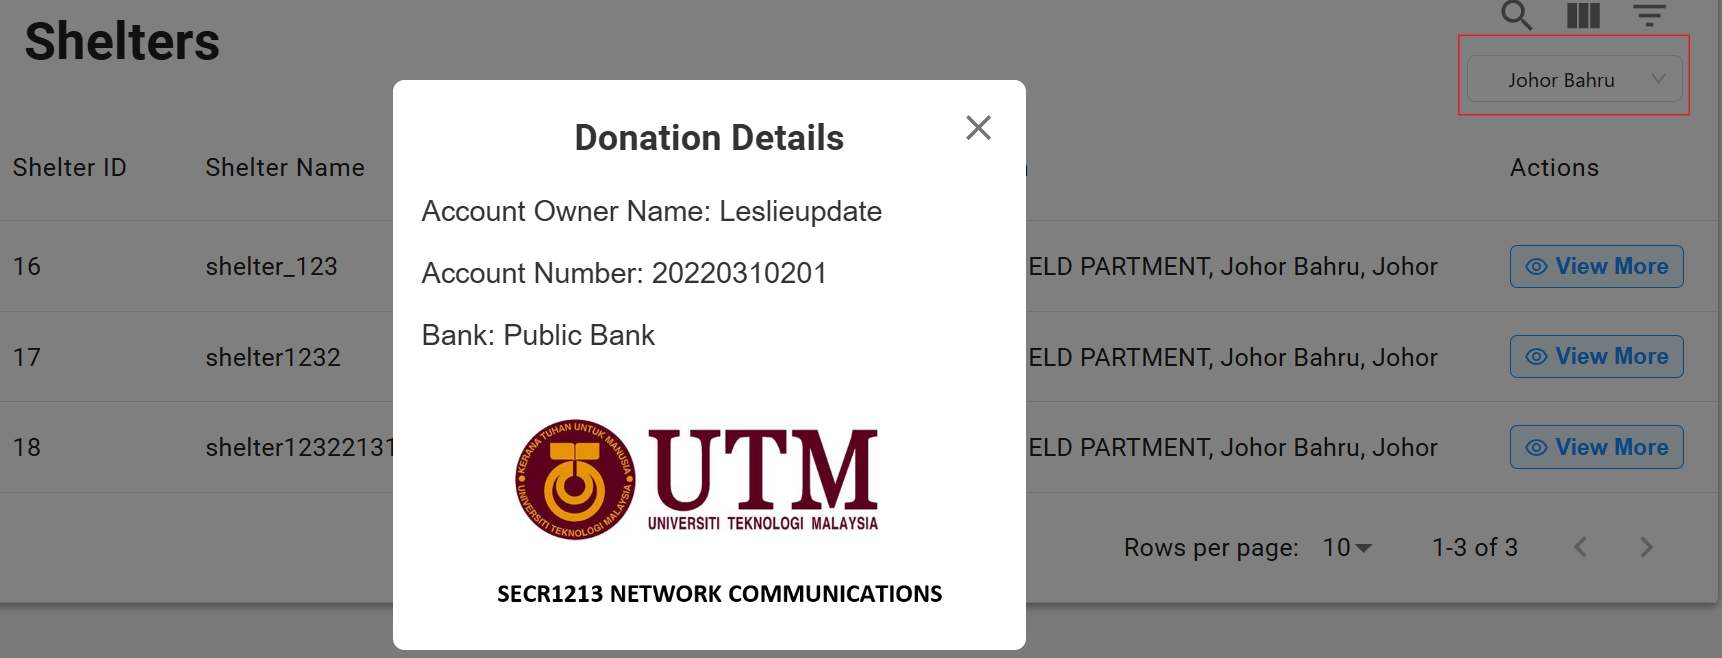 Shelters
Johor Bahru
Donation Details
Shelter ID
Shelter Name
Actions
Account Owner Name: Leslieupdate
16
shelter_123
Account Number: 20220310201
ELD PARTMENT, Johor Bahru, Johor
View More
Bank: Public Bank
17
shelter1232
ELD PARTMENT, Johor Bahru, Johor
View More
18
shelter12322131
ELD PARTMENT, Johor Bahru, Johor
View More
KERANA TUHAN UNTUK MANUSIA
UNIVERSITI TEKNOLOGI MALAYSIA
UTM
UNIVERSITI TEKNOLOGI MALAYSIA
SECR1213 NETWORK COMMUNICATIONS
Rows per page: 10
1-3 of 3